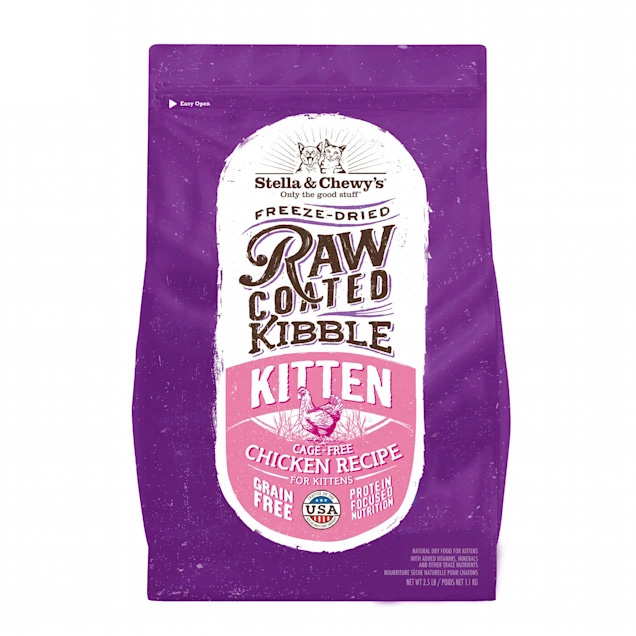 Easy Open
Stella & Chewy's
Only the good stuff™
FREEZE-DRIED
RAW
COATED
KIBBLE
KITTEN
CAGE-FREE
CHICKEN RECIPE
FOR KITTENS
GRAIN
FREE
USA
PROTEIN
FOCUSED
NUTRITION
NATURAL DRY FOOD FOR KITTENS
WITH ADDED VITAMINS, MINERALS
AND OTHER TRACE NUTRIENTS
NOURRITURE SÈCHE NATURELLE POUR CHATONS
NET WT 2.5 LB / POIDS NET 1.1 KG